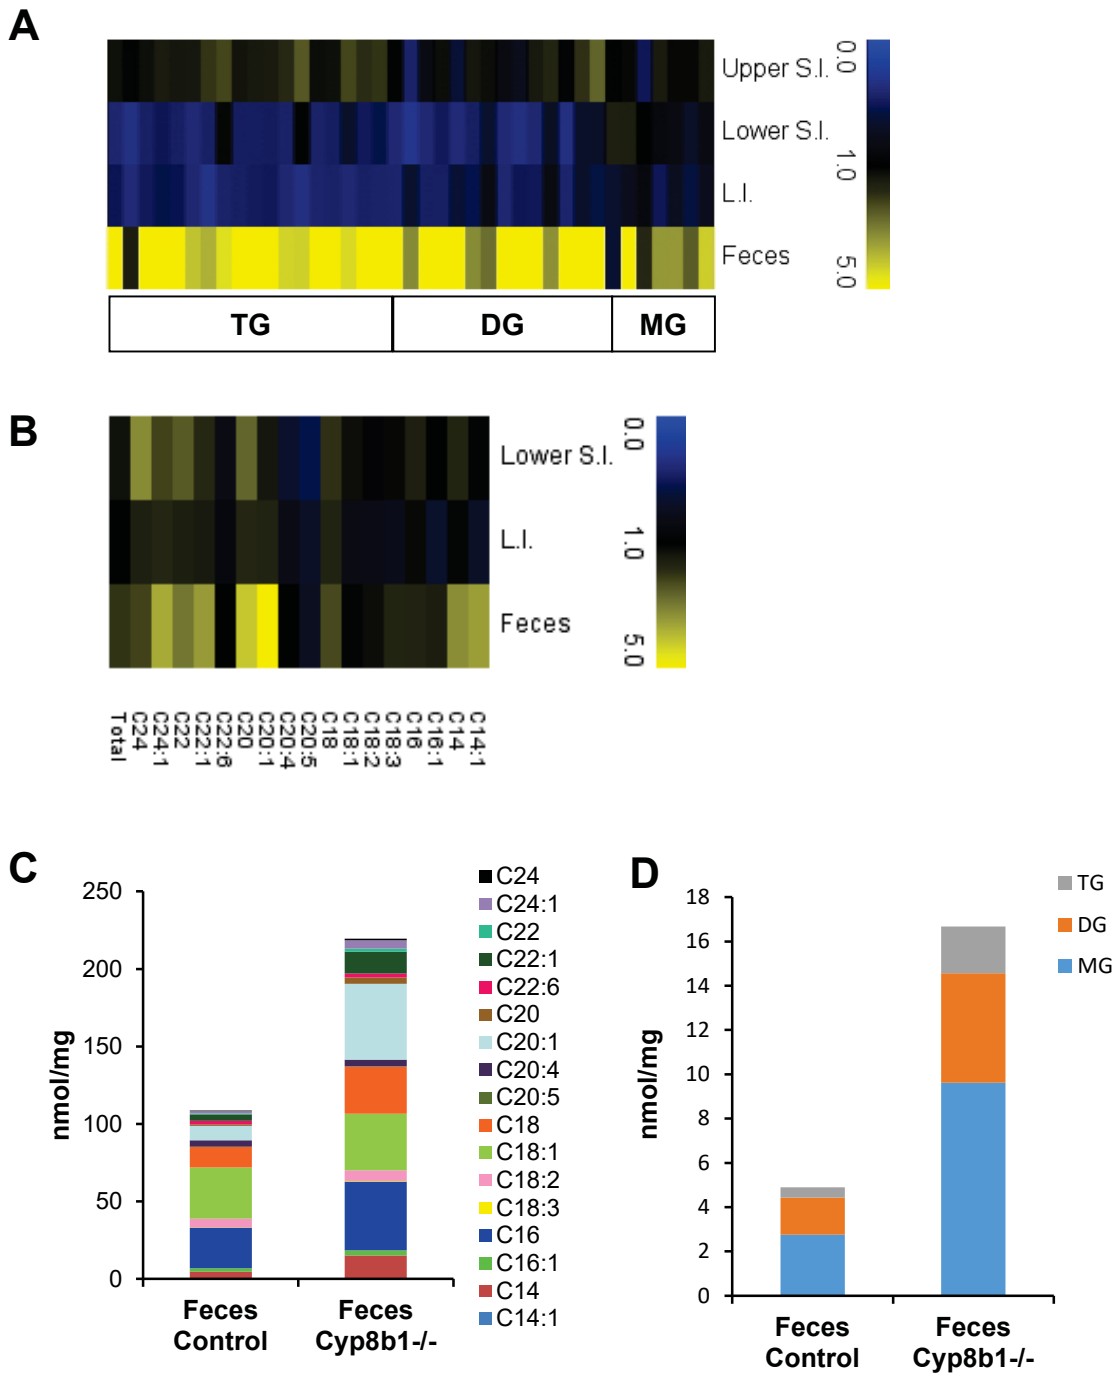 A
Upper S.I.
Lower S.I.
L.I.
Feces
0.0
1.0
5.0
TG
DG
MG
B
Lower S.I.
L.I.
Feces
0.0
1.0
5.0
Total
C24
C24:1
C22
C22:1
C22:6
C20
C20:1
C20:4
C20:5
C18
C18:1
C18:2
C18:3
C16
C16:1
C14
C14:1
C
nmol/mg
250
200
150
100
50
0
Feces
Control
Feces
Cyp8b1-/-
C24
C24:1
C22
C22:1
C22:6
C20
C20:1
C20:4
C20:5
C18
C18:1
C18:2
C18:3
C16
C16:1
C14
C14:1
D
nmol/mg
18
16
14
12
10
8
6
4
2
0
Feces
Control
Feces
Cyp8b1-/-
TG
DG
MG